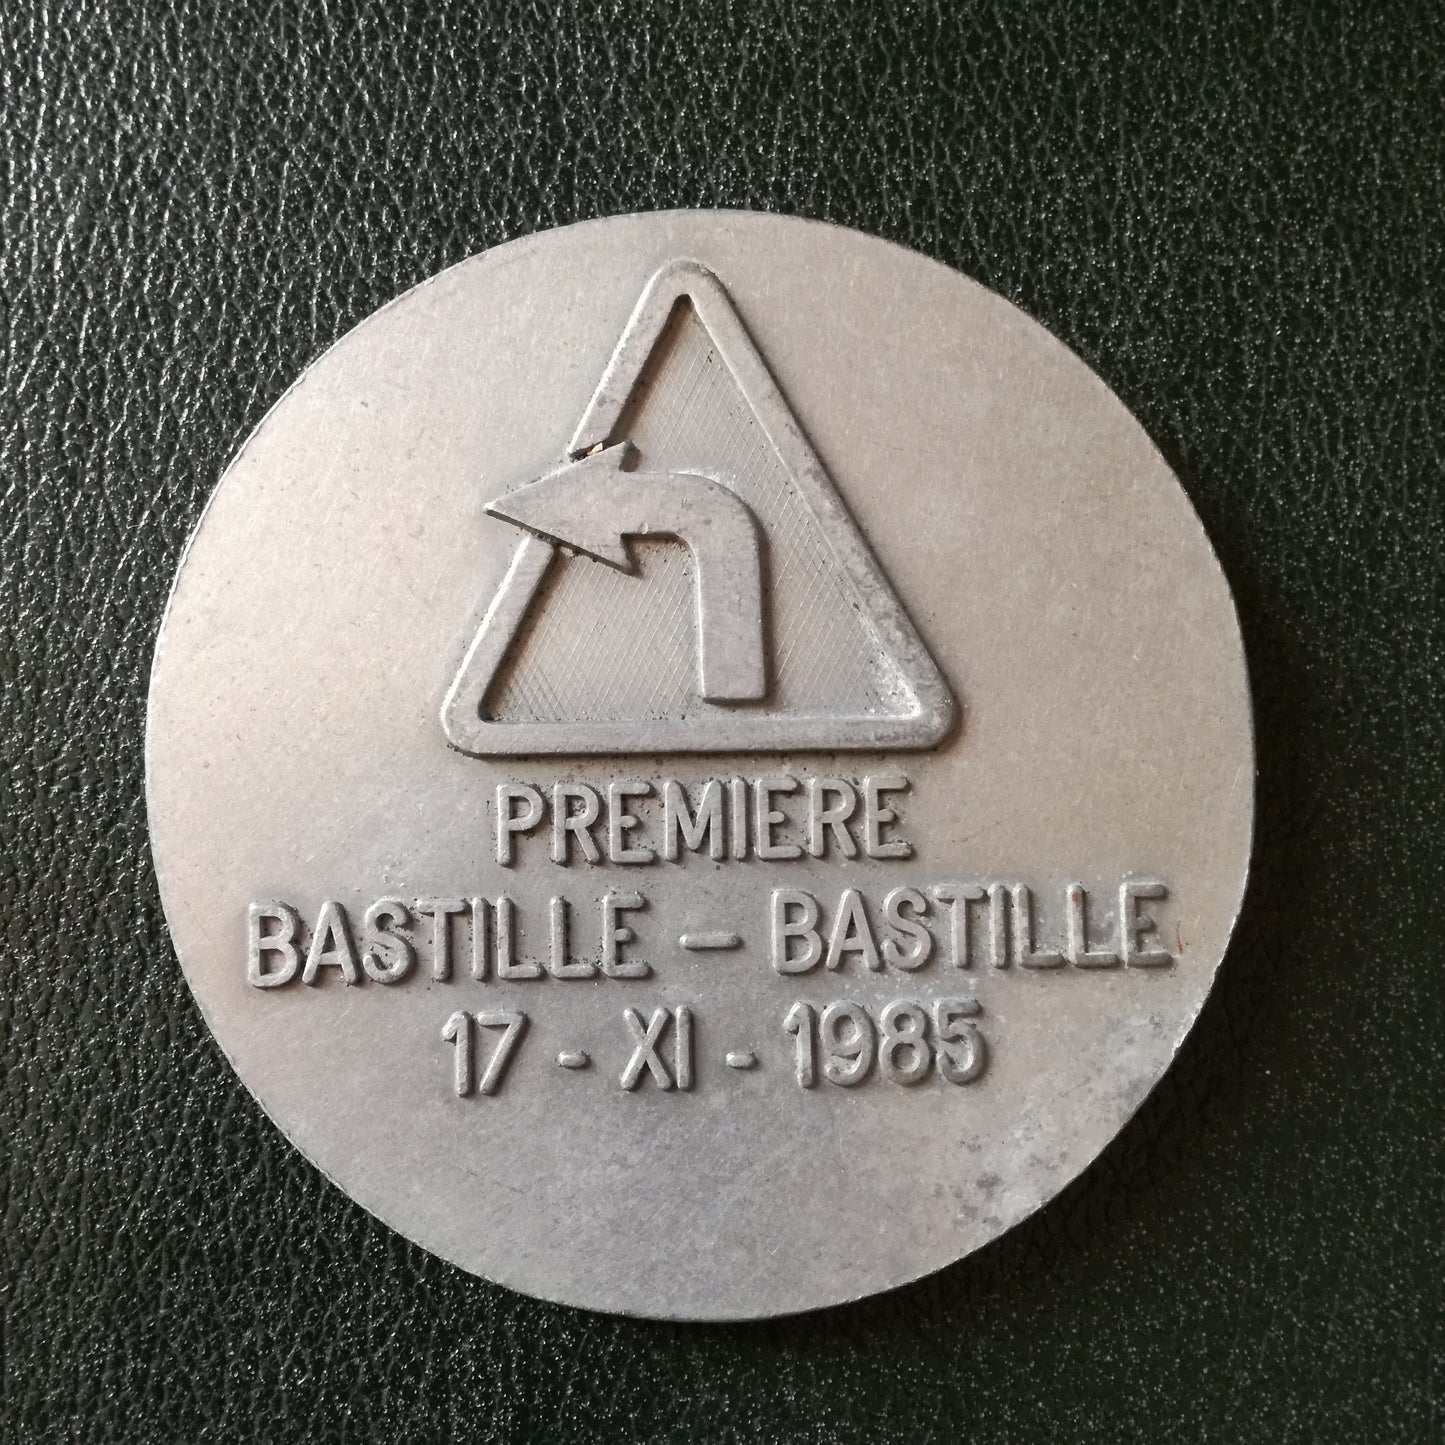 PREMIERE
BASTILLE - BASTILLE
17 - XI - 1985